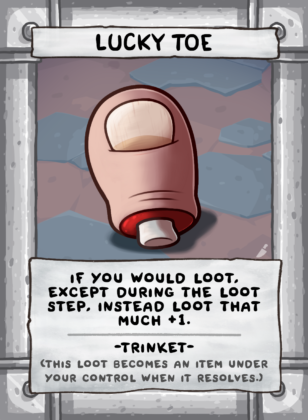 LUCKY TOE
IF YOU WOULD LOOT,
EXCEPT DURING THE LOOT
STEP, INSTEAD LOOT THAT
MUCH +1.
-TRINKET-
(THIS LOOT BECOMES AN ITEM UNDER
YOUR CONTROL WHEN IT RESOLVES.)